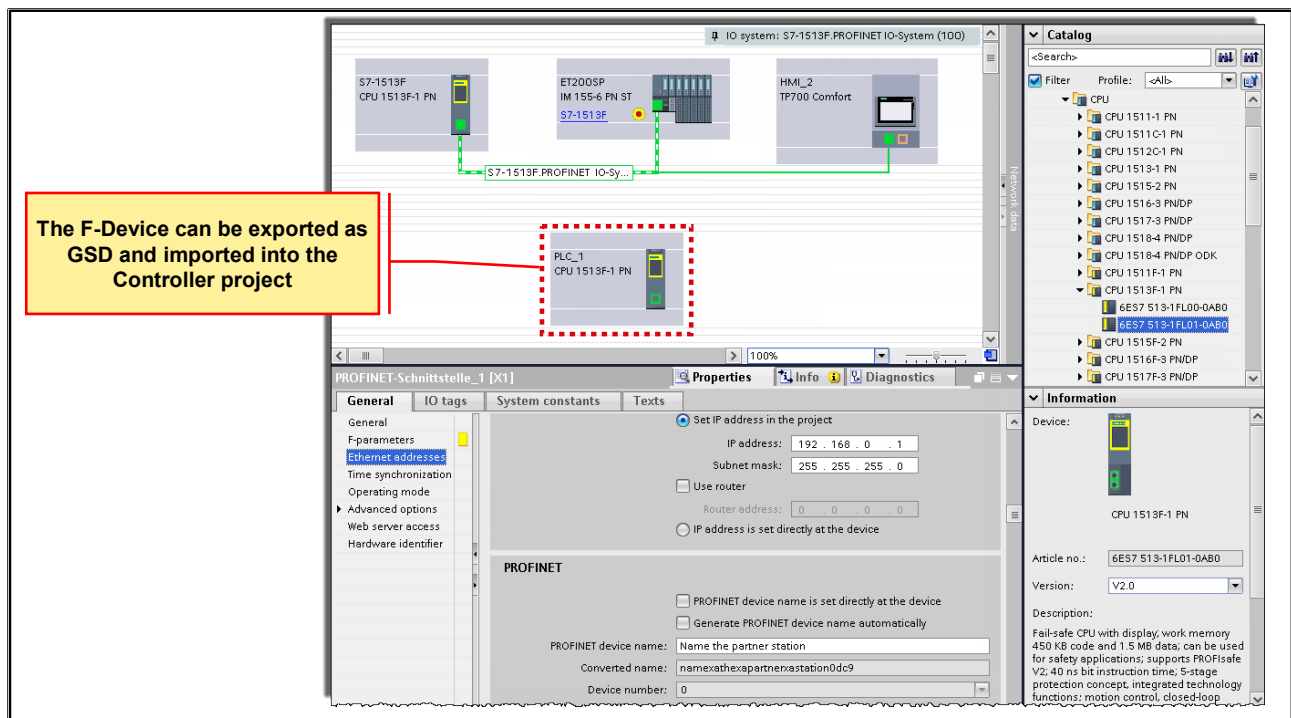 IO system: S7-1513F.PROFINET IO-System (100)
S7-1513F
CPU 1513F-1 PN
ET200SP
IM 155-6 PN ST
S7-1513F
HMI_2
TP700 Comfort
S7-1513F.PROFINET IO-Sy...
The F-Device can be exported as
GSD and imported into the
Controller project
PLC_1
CPU 1513F-1 PN
100%
Network data
PROFINET-Schnittstelle_1 [X1]
Properties
Info
Diagnostics
General
IO tags
System constants
Texts
General
F-parameters
Ethernet addresses
Time synchronization
Operating mode
Advanced options
Web server access
Hardware identifier
Set IP address in the project
IP address: 192 . 168 . 0 . 1
Subnet mask: 255 . 255 . 255 . 0
Use router
Router address: 0 . 0 . 0 . 0
IP address is set directly at the device
PROFINET
PROFINET device name is set directly at the device
Generate PROFINET device name automatically
PROFINET device name: Name the partner station
Converted name: namexathexapartnerxastation0dc9
Device number: 0
Catalog
<Search>
Filter Profile: <All>
CPU
CPU 1511-1 PN
CPU 1511C-1 PN
CPU 1512C-1 PN
CPU 1513-1 PN
CPU 1515-2 PN
CPU 1516-3 PN/DP
CPU 1517-3 PN/DP
CPU 1518-4 PN/DP
CPU 1518-4 PN/DP ODK
CPU 1511F-1 PN
CPU 1513F-1 PN
6ES7 513-1FL00-0AB0
6ES7 513-1FL01-0AB0
CPU 1515F-2 PN
CPU 1516F-3 PN/DP
CPU 1517F-3 PN/DP
Information
Device:
CPU 1513F-1 PN
Article no.: 6ES7 513-1FL01-0AB0
Version: V2.0
Description:
Fail-safe CPU with display; work memory
450 KB code and 1.5 MB data; can be used
for safety applications; supports PROFIsafe
V2; 40 ns bit instruction time; 5-stage
protection concept, integrated technology
functions: motion control, closed-loop